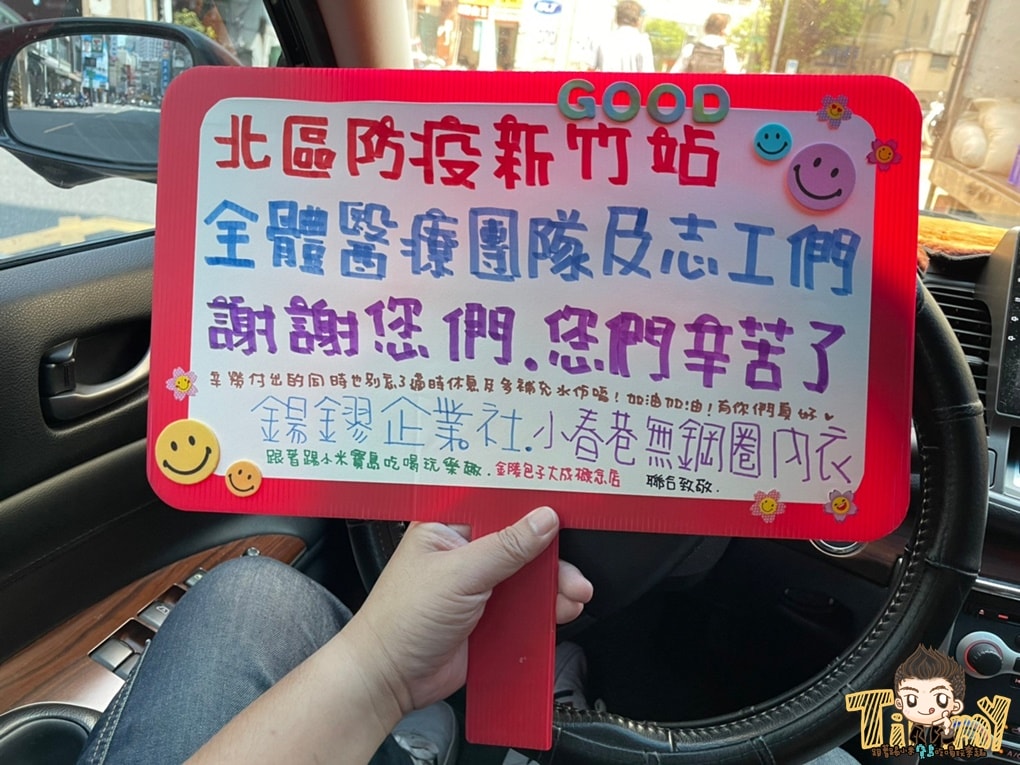 GOOD
北區防疫新竹站
全體醫療團隊及志工們
謝謝您們.您們辛苦了
辛勞付出的同時也別忘了適時休息及多補充水份喔！加油加油！有你們真好
錫鏐企業社.小春巷無鋼圈內衣
跟著踢小米寶島吃喝玩樂趣.金陵包子大成概念店 聯合致敬.